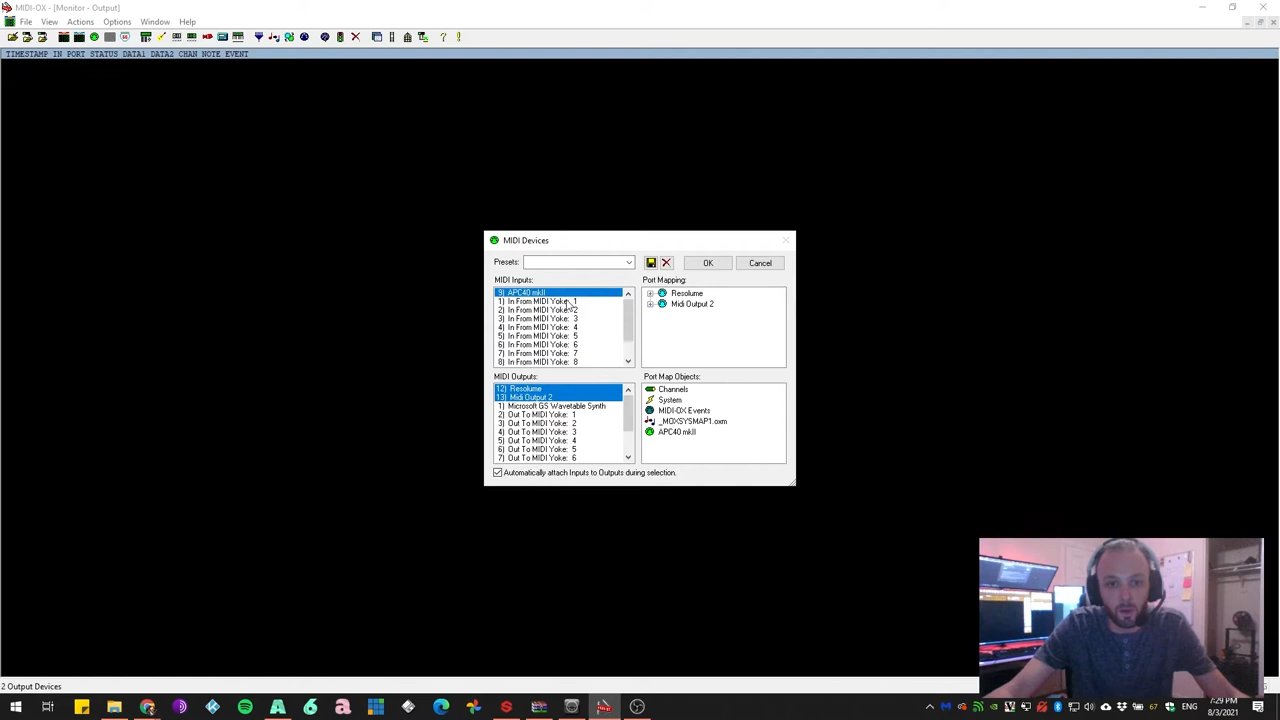 MIDI-OX - [Monitor - Output]
File View Actions Options Window Help
TIMESTAMP IN PORT STATUS DATA1 DATA2 CHAN NOTE EVENT
MIDI Devices
Presets:
OK Cancel
MIDI Inputs:
9) APC40 mkII
1) In From MIDI Yoke: 1
2) In From MIDI Yoke: 2
3) In From MIDI Yoke: 3
4) In From MIDI Yoke: 4
5) In From MIDI Yoke: 5
6) In From MIDI Yoke: 6
7) In From MIDI Yoke: 7
8) In From MIDI Yoke: 8
Port Mapping:
Resolume
Midi Output 2
MIDI Outputs:
12) Resolume
13) Midi Output 2
1) Microsoft GS Wavetable Synth
2) Out To MIDI Yoke: 1
3) Out To MIDI Yoke: 2
4) Out To MIDI Yoke: 3
5) Out To MIDI Yoke: 4
6) Out To MIDI Yoke: 5
7) Out To MIDI Yoke: 6
Port Map Objects:
Channels
System
MIDI-OX Events
_MOXSYSMAP1.oxm
APC40 mkII
Automatically attach Inputs to Outputs during selection.
2 Output Devices
67
7:29 PM
8/3/2021